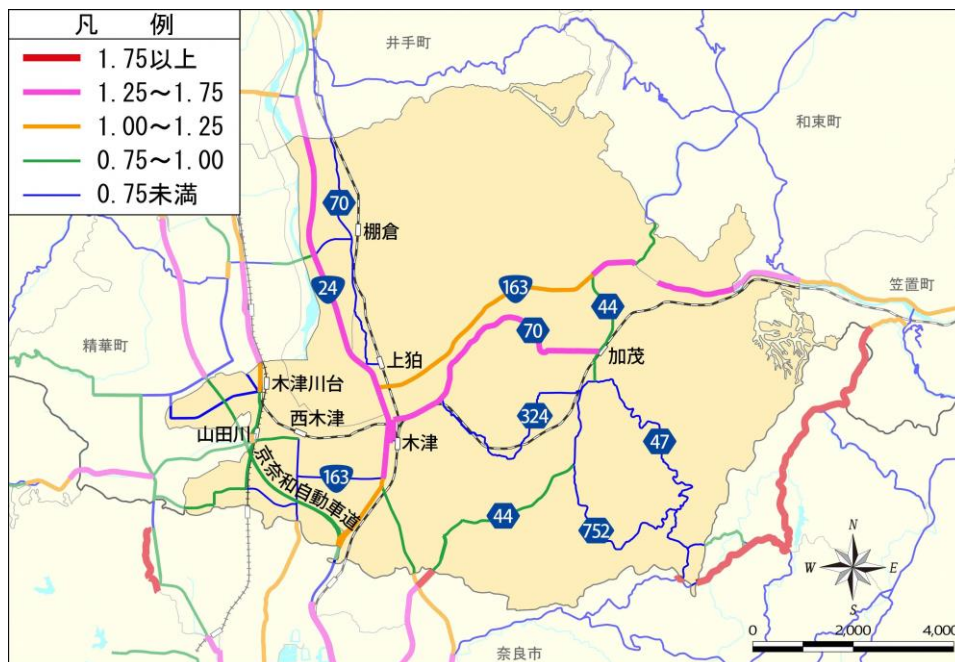 凡 例
1.75以上
1.25～1.75
1.00～1.25
0.75～1.00
0.75未満
井手町
和束町
70
棚倉
163
24
44
笠置町
70
精華町
上狛
加茂
木津川台
西木津
324
山田川
木津
47
163
京奈和自動車道
44
752
N
W E
S
0 2,000 4,000
奈良市